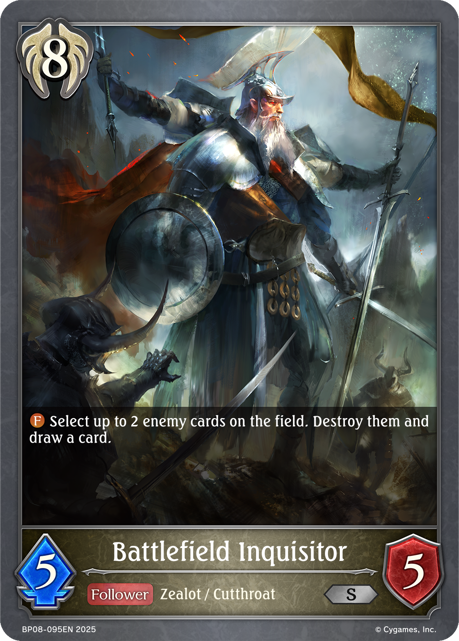 8
F Select up to 2 enemy cards on the field. Destroy them and
draw a card.
Battlefield Inquisitor
5
Follower Zealot / Cutthroat S
5
BP08-095EN 2025 © Cygames, Inc.